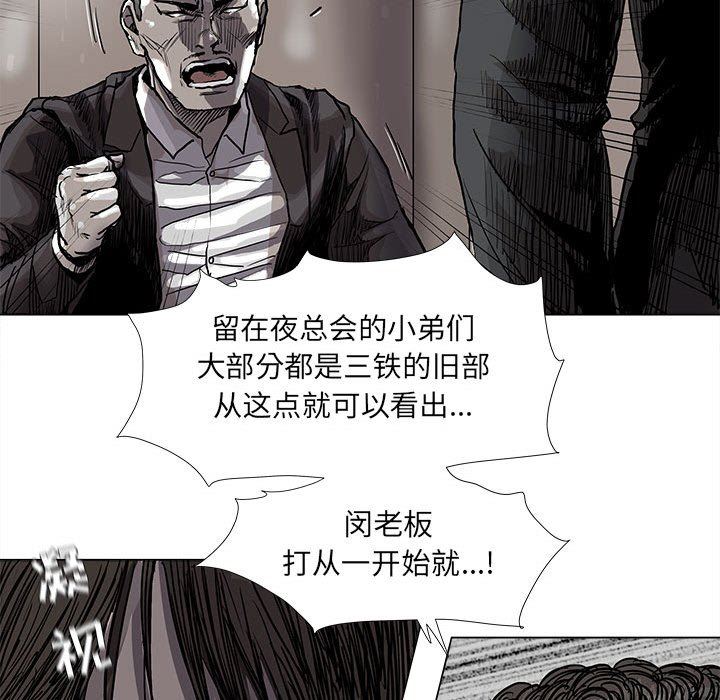 留在夜总会的小弟们
大部分都是三铁的旧部
从这点就可以看出...
闵老板
打从一开始就...!
凝视